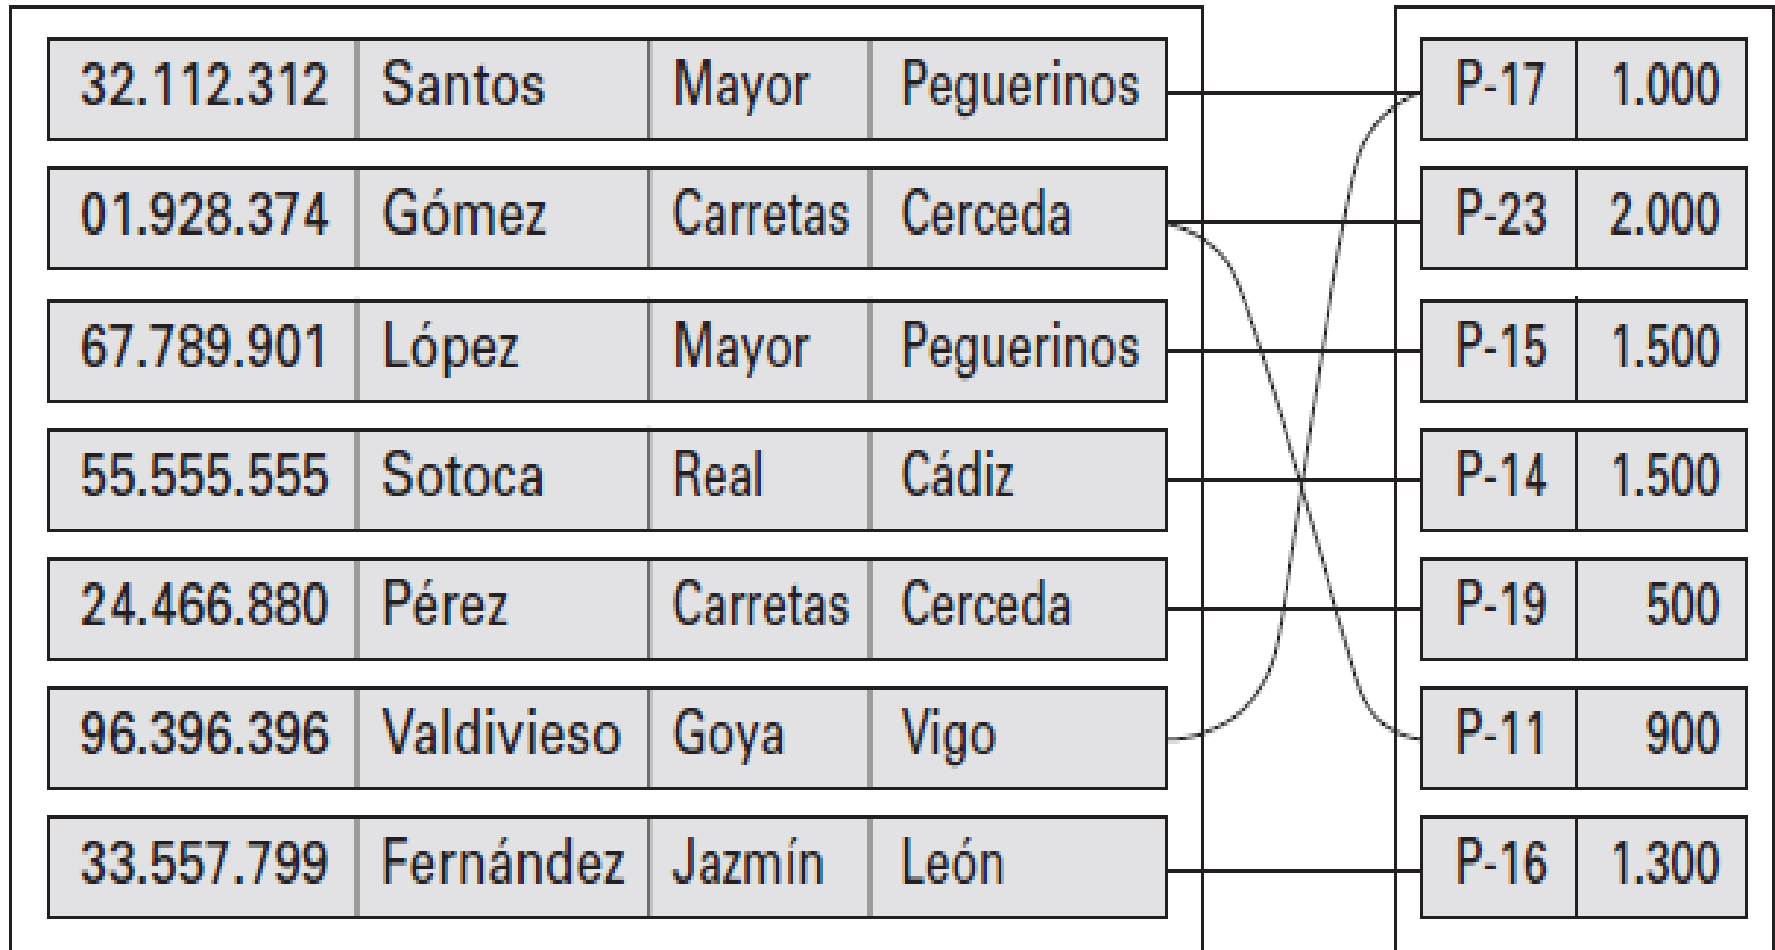 32.112.312 Santos Mayor Peguerinos P-17 1.000
01.928.374 Gómez Carretas Cerceda P-23 2.000
67.789.901 López Mayor Peguerinos P-15 1.500
55.555.555 Sotoca Real Cádiz P-14 1.500
24.466.880 Pérez Carretas Cerceda P-19 500
96.396.396 Valdivieso Goya Vigo P-11 900
33.557.799 Fernández Jazmín León P-16 1.300